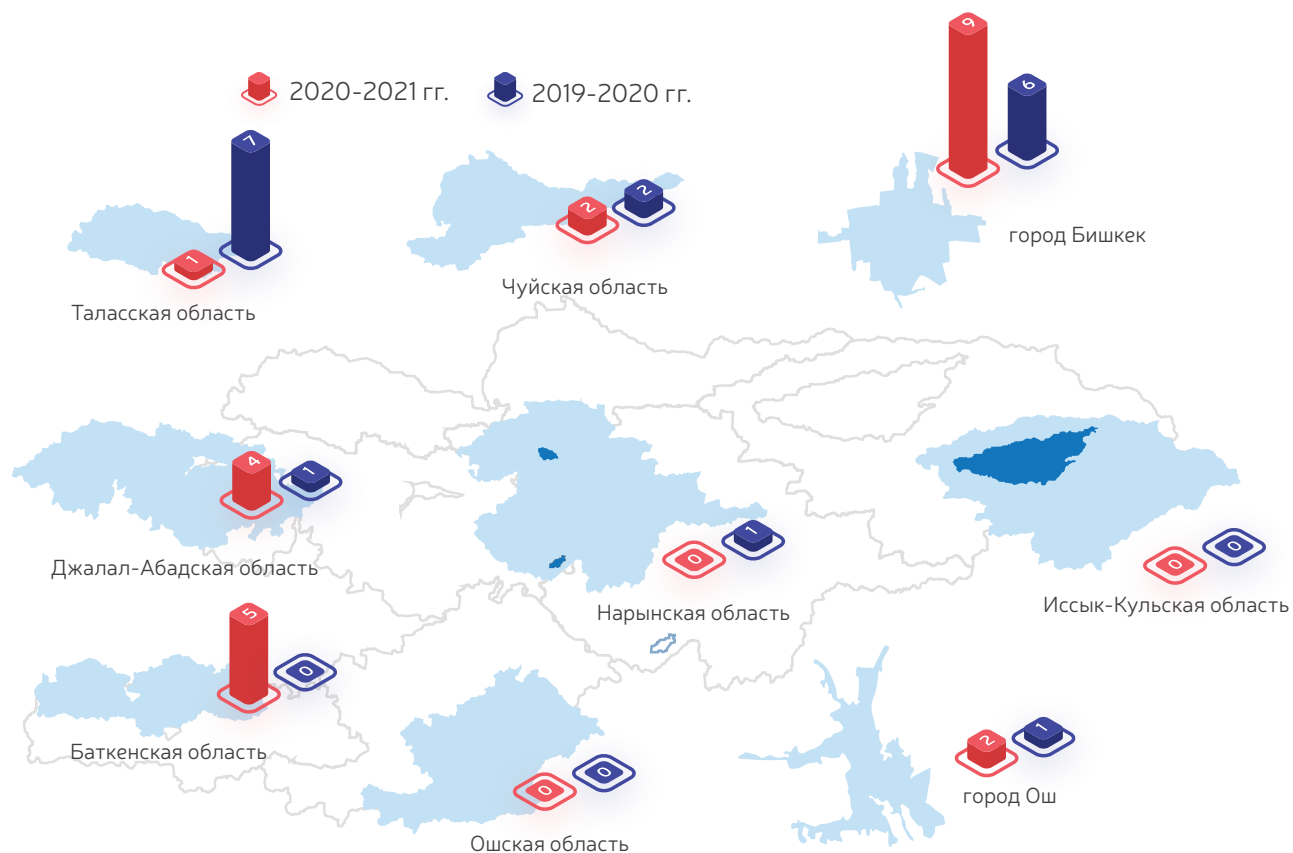 2020-2021 гг.
2019-2020 гг.
9
6
город Бишкек
1
7
Таласская область
2
2
Чуйская область
4
1
Джалал-Абадская область
0
1
Нарынская область
0
0
Иссык-Кульская область
5
0
Баткенская область
0
0
Ошская область
2
1
город Ош